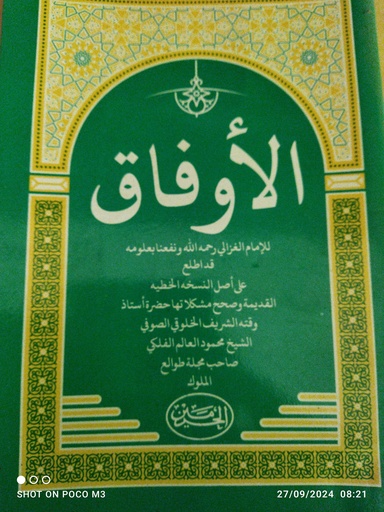 الأوفاق
للإمام الغزالي رحمه الله ونفعنا بعلومه
قد اطلع
على أصل النسخه الخطيه
القديمة وصحح مشكلاتها حضرة أستاذ
وقته الشريف الخلوتي الصوفي
الشيخ محمود العالم الفلكي
صاحب مجلة طوالع
الملوك
الحرمين
SHOT ON POCO M3
27/09/2024 08:21